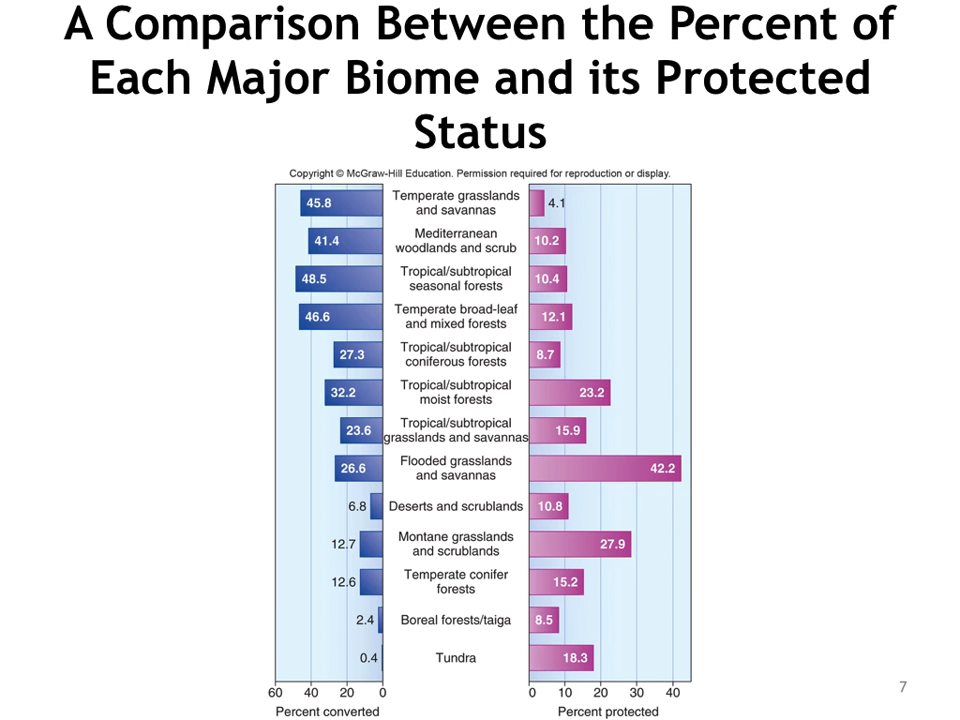 A Comparison Between the Percent of
Each Major Biome and its Protected
Status
Copyright © McGraw-Hill Education. Permission required for reproduction or display.
45.8 Temperate grasslands 4.1
and savannas
41.4 Mediterranean 10.2
woodlands and scrub
48.5 Tropical/subtropical 10.4
seasonal forests
46.6 Temperate broad-leaf 12.1
and mixed forests
27.3 Tropical/subtropical 8.7
coniferous forests
32.2 Tropical/subtropical 23.2
moist forests
23.6 Tropical/subtropical 15.9
grasslands and savannas
26.6 Flooded grasslands 42.2
and savannas
6.8 Deserts and scrublands 10.8
12.7 Montane grasslands 27.9
and scrublands
12.6 Temperate conifer 15.2
forests
2.4 Boreal forests/taiga 8.5
0.4 Tundra 18.3
60 40 20 0 0 10 20 30 40
Percent converted Percent protected
7